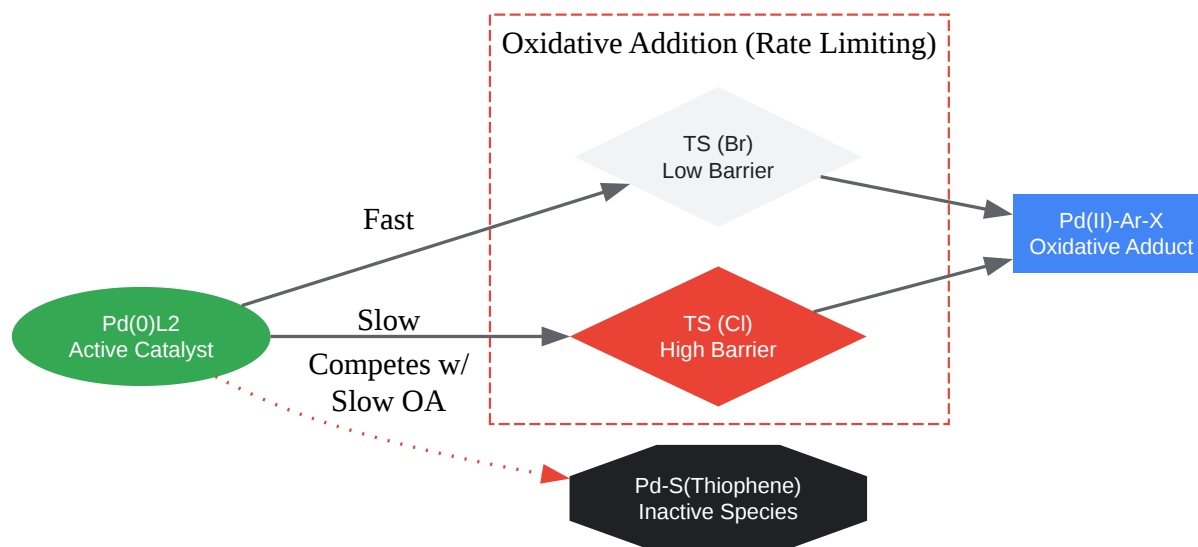 Oxidative Addition (Rate Limiting)
TS (Br)
Low Barrier
Fast
Pd(II)-Ar-X
Oxidative Adduct
Pd(0)L2
Active Catalyst
Slow
TS (Cl)
High Barrier
Competes w/
Slow OA
Pd-S(Thiophene)
Inactive Species